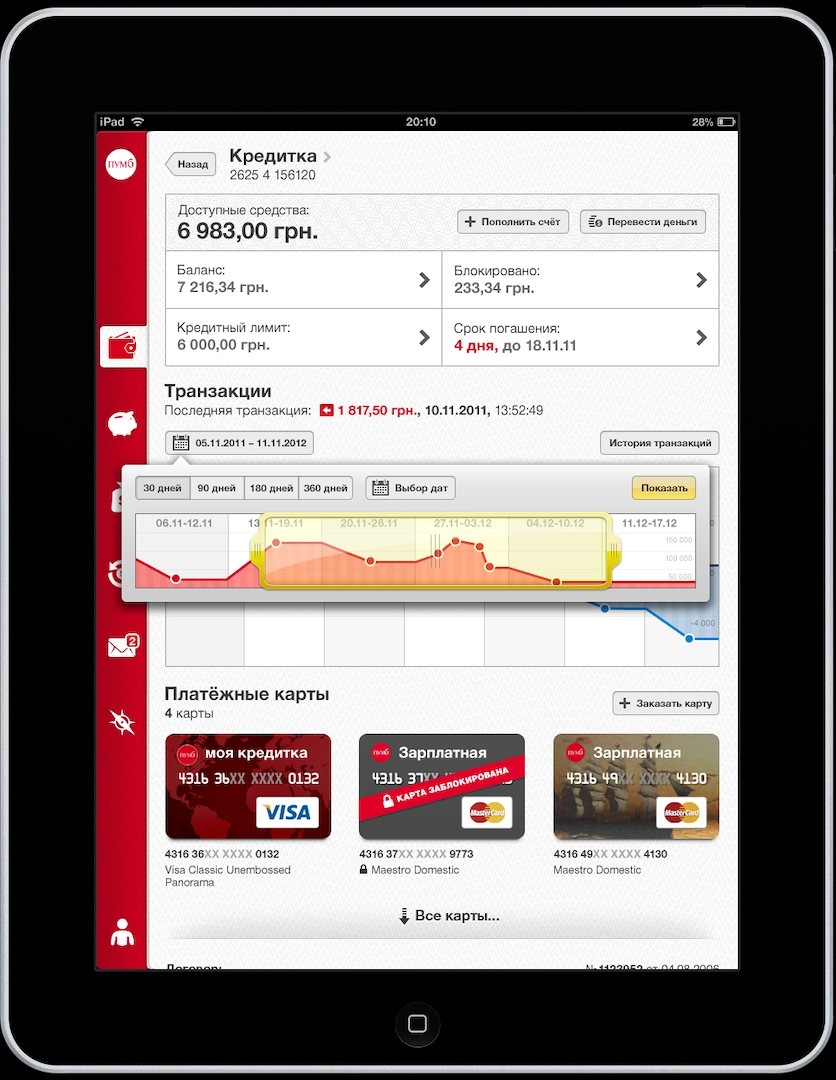 iPad 20:10 28%
ПУМБ
Назад
Кредитка
2625 4 156120
Доступные средства:
6 983,00 грн.
Пополнить счёт
Перевести деньги
Баланс:
7 216,34 грн.
Блокировано:
233,34 грн.
Кредитный лимит:
6 000,00 грн.
Срок погашения:
4 дня, до 18.11.11
Транзакции
Последняя транзакция: 1 817,50 грн., 10.11.2011, 13:52:49
05.11.2011 – 11.11.2012
История транзакций
30 дней 90 дней 180 дней 360 дней
Выбор дат
Показать
06.11-12.11 13.11-19.11 20.11-26.11 27.11-03.12 04.12-10.12 11.12-17.12
150 000
100 000
50 000
0
-4 000
2
Платёжные карты
4 карты
Заказать карту
ПУМБ моя кредитка
4316 36XX XXXX 0132
VISA
ПУМБ Зарплатная
4316 37XX
КАРТА ЗАБЛОКИРОВАНА
MasterCard
ПУМБ Зарплатная
4316 49XX XXXX 4130
MasterCard
4316 36XX XXXX 0132
Visa Classic Unembossed
Panorama
4316 37XX XXXX 9773
Maestro Domestic
4316 49XX XXXX 4130
Maestro Domestic
Все карты...
Договор:
№1123952 от 04.08.2006